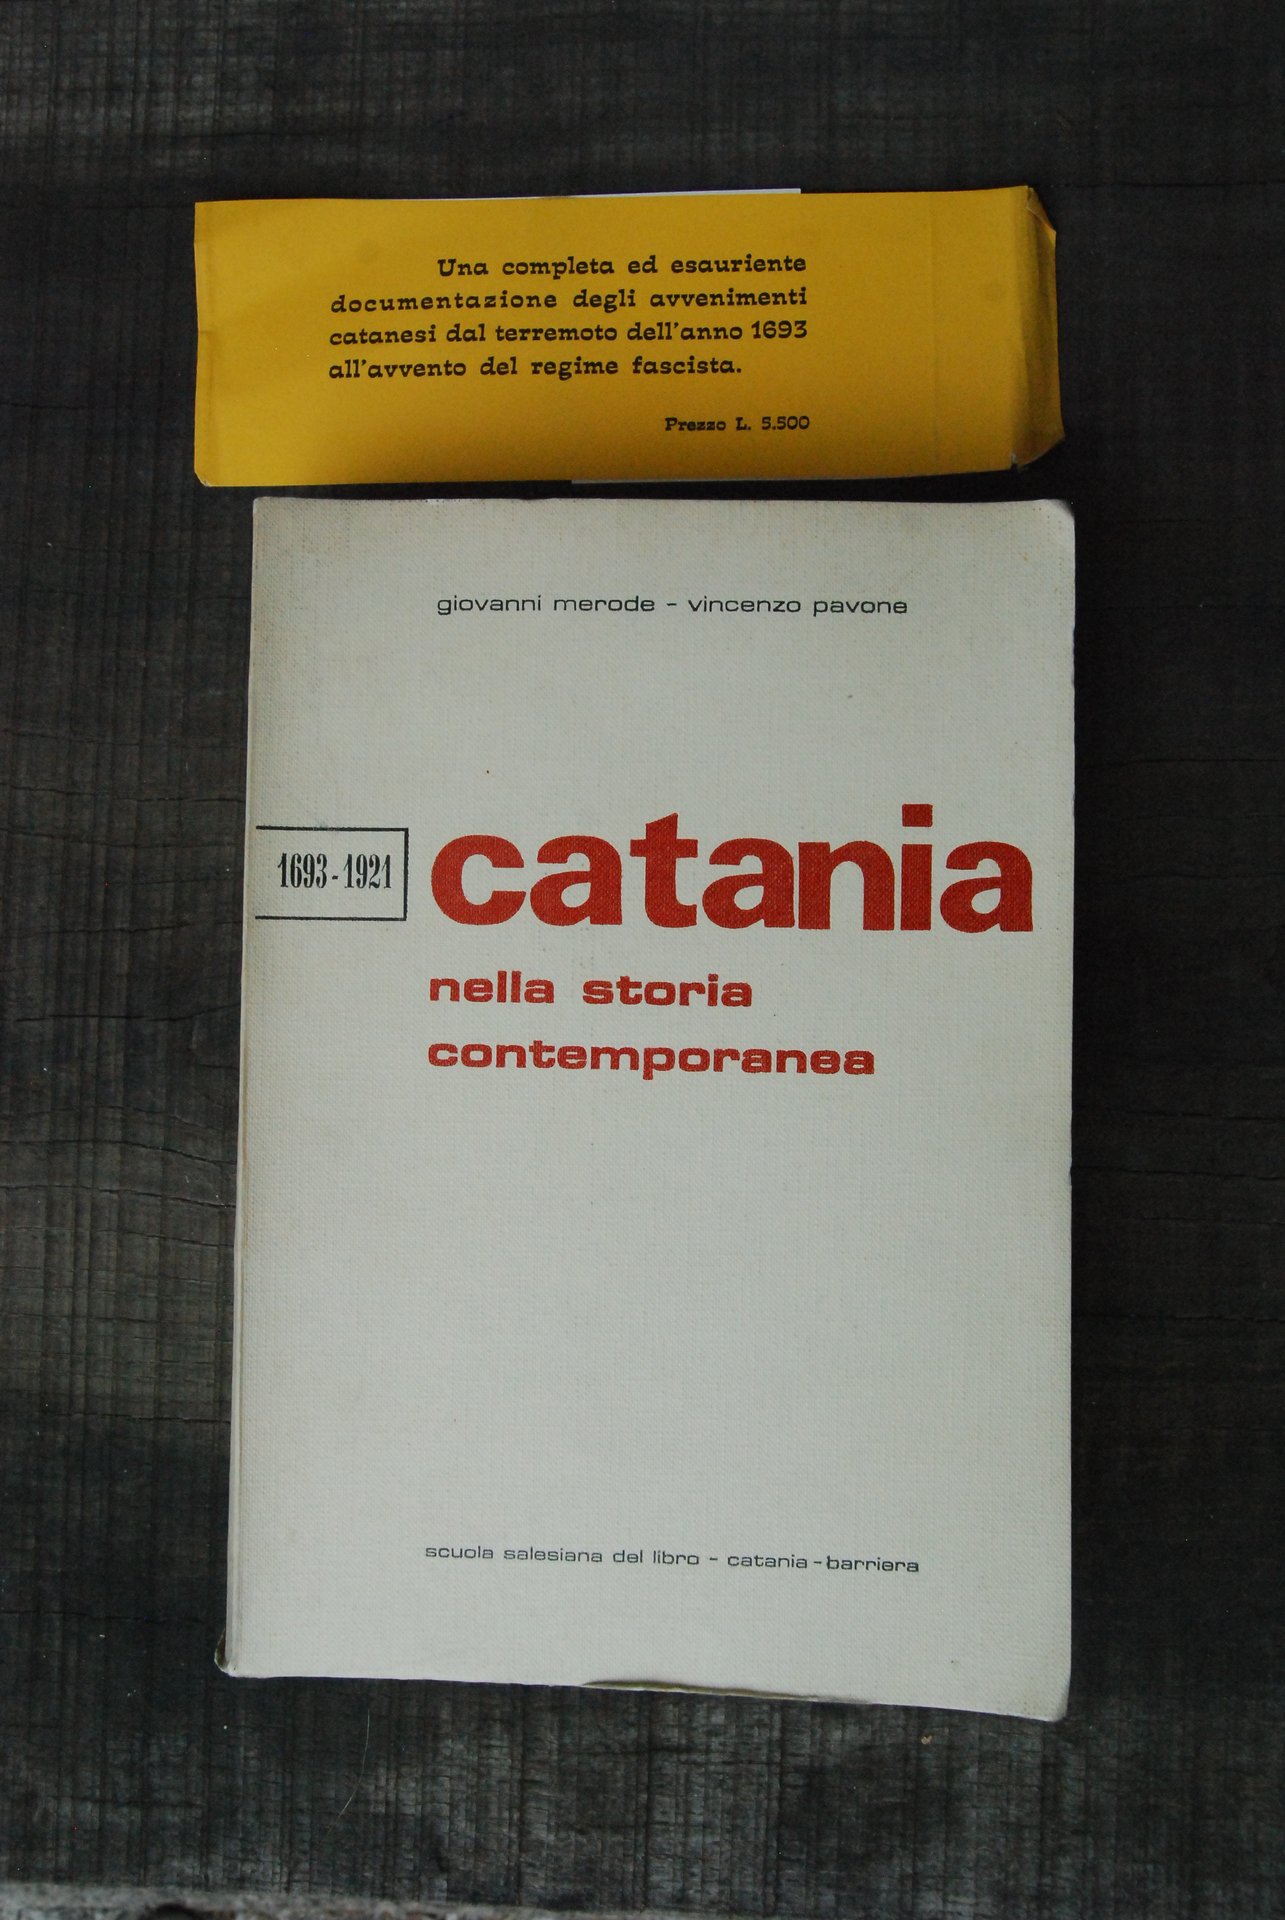 Una completa ed esauriente
documentazione degli avvenimenti
catanesi dal terremoto dell'anno 1693
all'avvento del regime fascista.
Prezzo L. 5.500
giovanni merode - vincenzo pavone
1693-1921
catania
nella storia
contemporanea
scuola salesiana del libro - catania - barriera